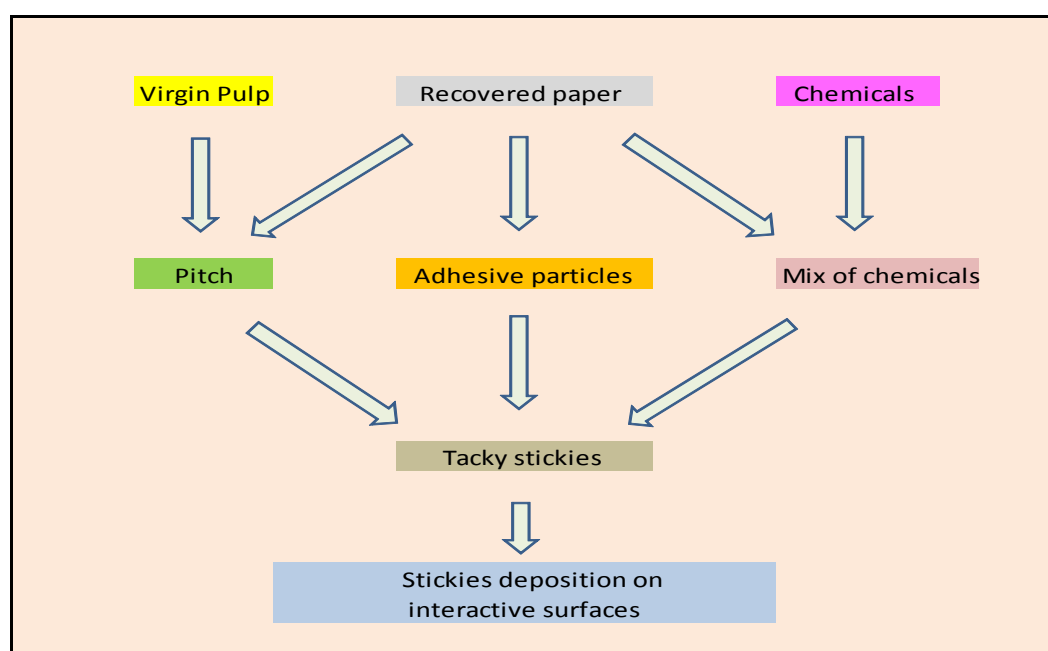 Virgin Pulp
Recovered paper
Chemicals
Pitch
Adhesive particles
Mix of chemicals
Tacky stickies
Stickies deposition on
interactive surfaces